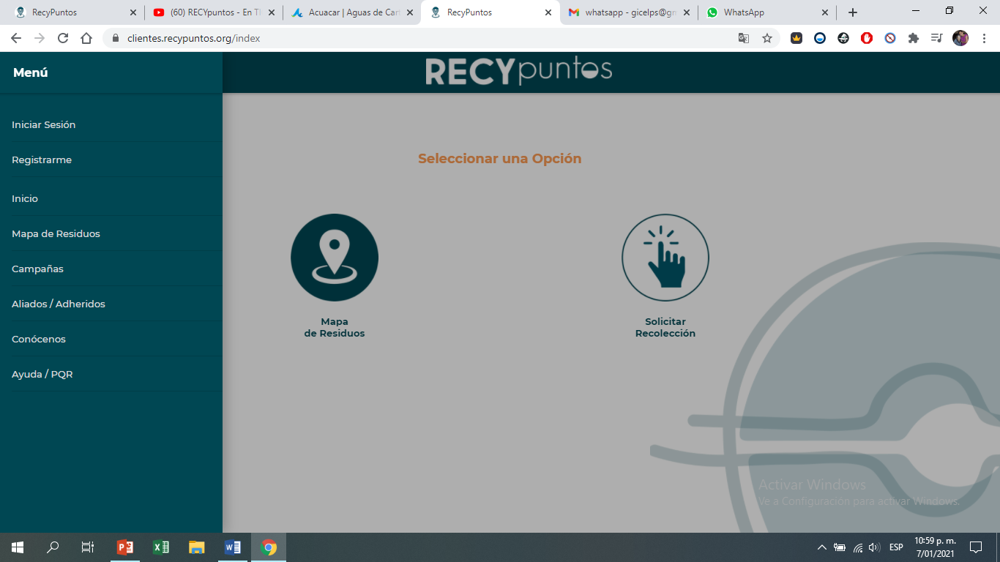 RecyPuntos
(60) RECYpuntos - En T
Acuacar | Aguas de Cart
RecyPuntos
whatsapp - gicelps@gm
WhatsApp
clientes.recypuntos.org/index
Menú
RECYpuntos
Iniciar Sesión
Registrarme
Inicio
Mapa de Residuos
Campañas
Aliados / Adheridos
Conócenos
Ayuda / PQR
Seleccionar una Opción
Mapa
de Residuos
Solicitar
Recolección
Activar Windows
Ve a Configuración para activar Windows.
ESP
10:59 p. m.
7/01/2021